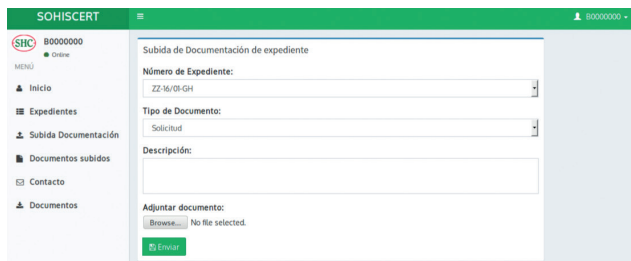 SOHISCERT
B0000000
SHC
B0000000
Online
MENÚ
Inicio
Expedientes
Subida Documentación
Documentos subidos
Contacto
Documentos
Subida de Documentación de expediente
Número de Expediente:
ZZ-16/01-GH
Tipo de Documento:
Solicitud
Descripción:
Adjuntar documento:
Browse... No file selected.
Enviar